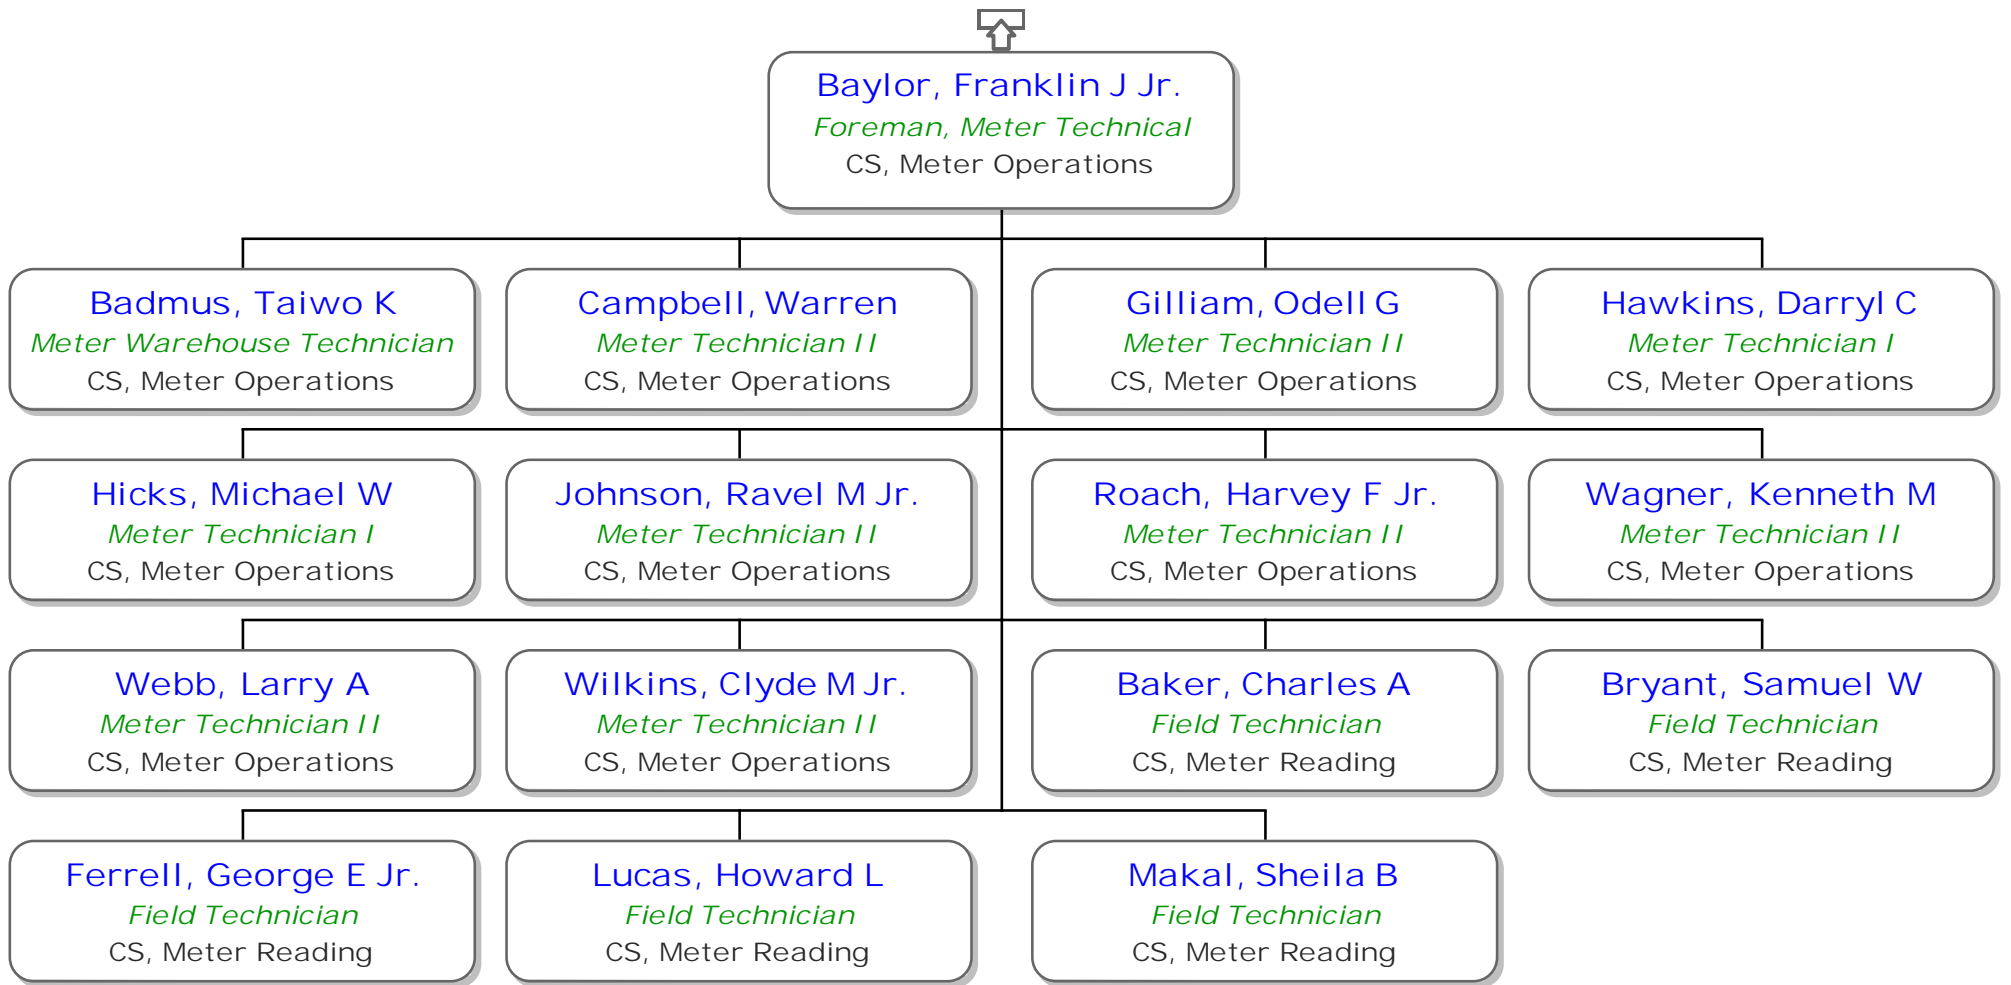 Baylor, Franklin J Jr.
Foreman, Meter Technical
CS, Meter Operations
Badmus, Taiwo K
Meter Warehouse Technician
CS, Meter Operations
Campbell, Warren
Meter Technician II
CS, Meter Operations
Gilliam, Odell G
Meter Technician II
CS, Meter Operations
Hawkins, Darryl C
Meter Technician I
CS, Meter Operations
Hicks, Michael W
Meter Technician I
CS, Meter Operations
Johnson, Ravel M Jr.
Meter Technician II
CS, Meter Operations
Roach, Harvey F Jr.
Meter Technician II
CS, Meter Operations
Wagner, Kenneth M
Meter Technician II
CS, Meter Operations
Webb, Larry A
Meter Technician II
CS, Meter Operations
Wilkins, Clyde M Jr.
Meter Technician II
CS, Meter Operations
Baker, Charles A
Field Technician
CS, Meter Reading
Bryant, Samuel W
Field Technician
CS, Meter Reading
Ferrell, George E Jr.
Field Technician
CS, Meter Reading
Lucas, Howard L
Field Technician
CS, Meter Reading
Makal, Sheila B
Field Technician
CS, Meter Reading